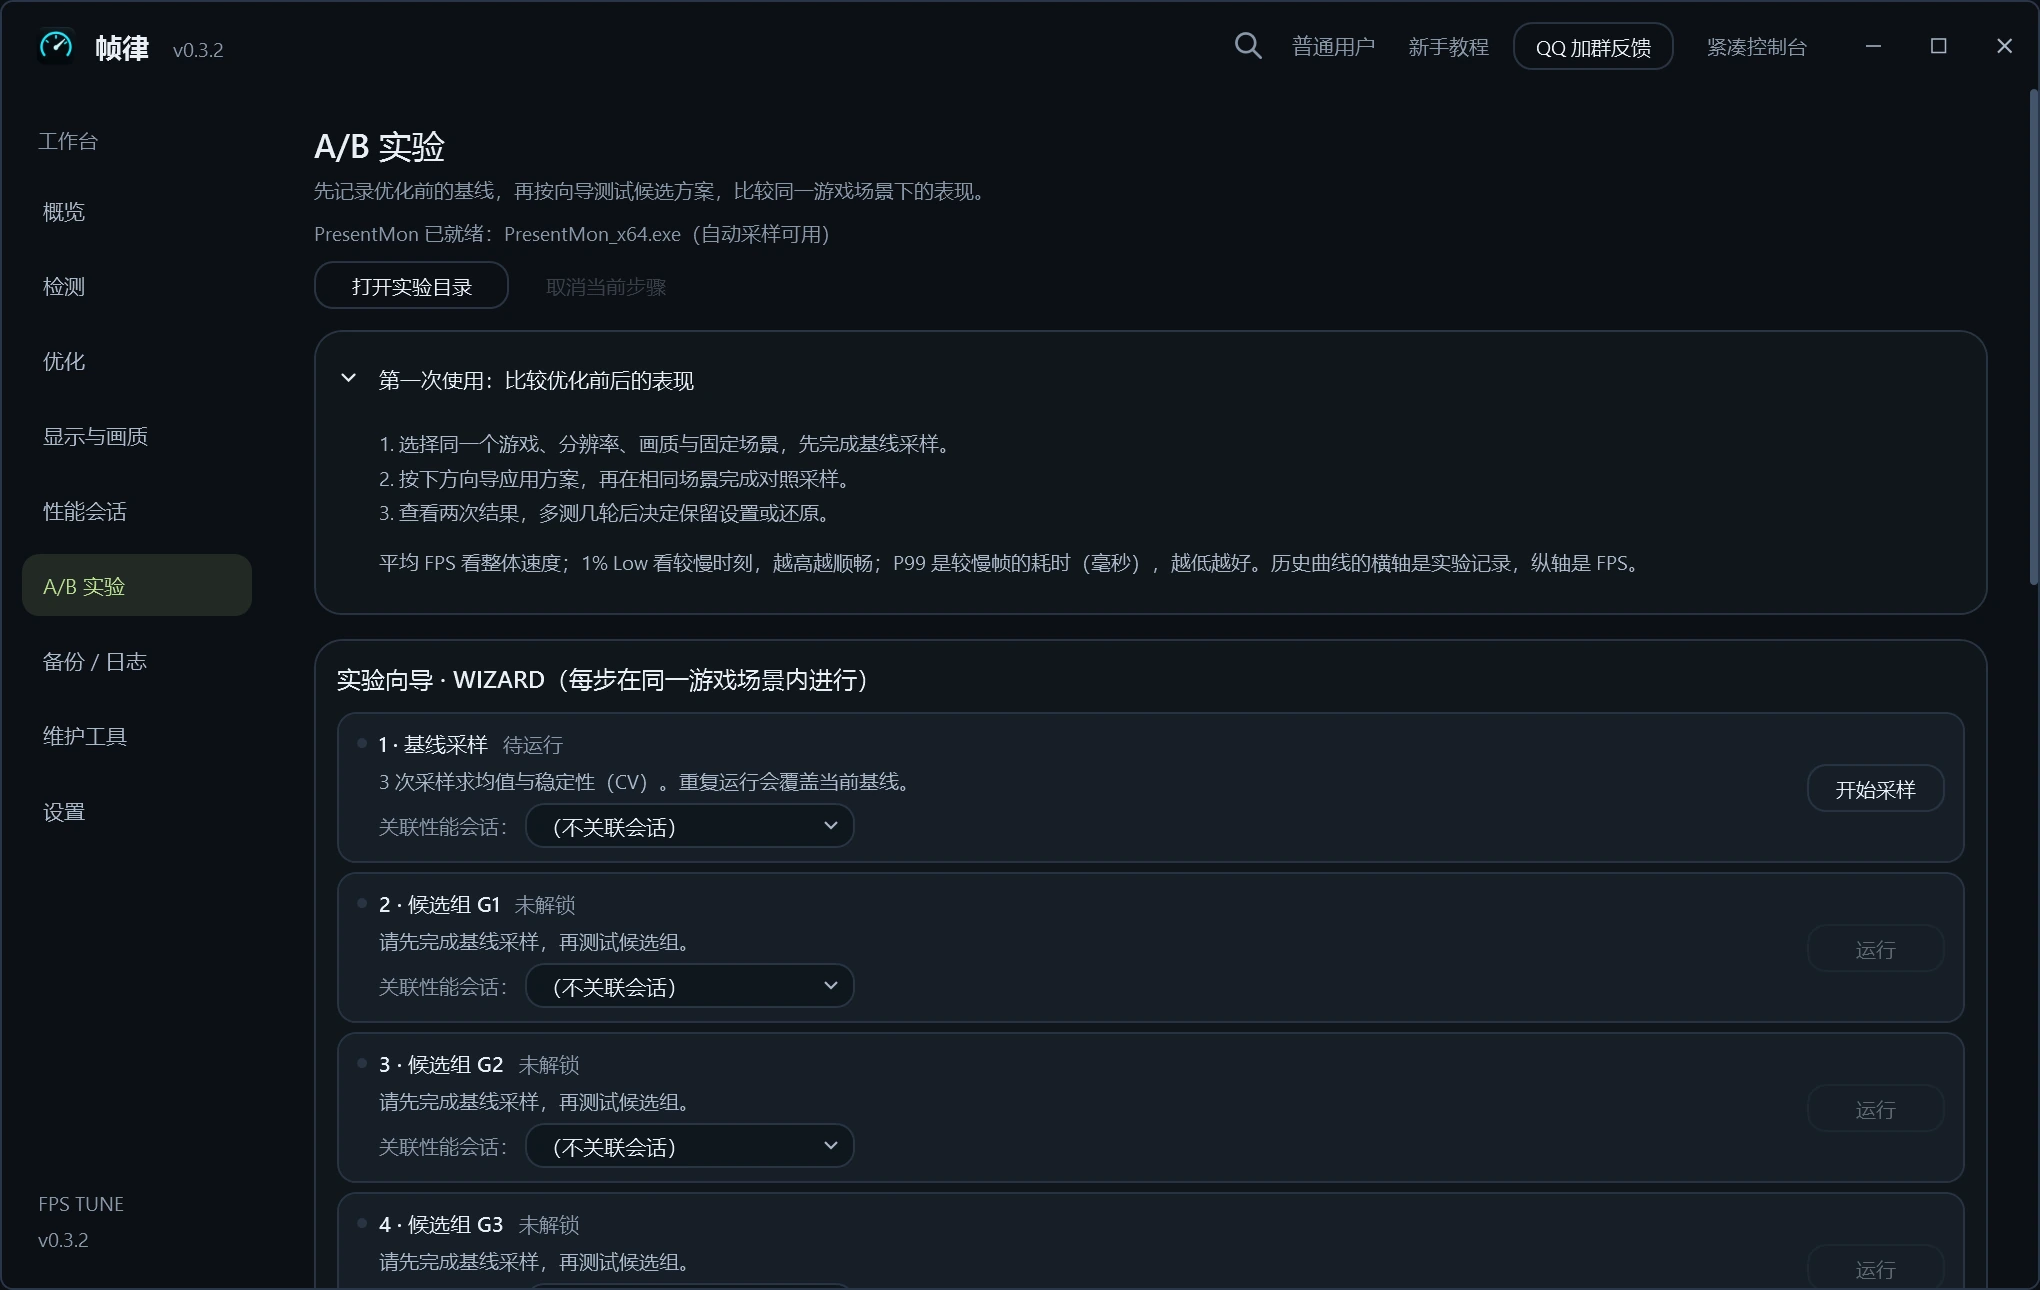 帧律 v0.3.2
普通用户 新手教程 QQ 加群反馈 紧凑控制台
工作台
概览
检测
优化
显示与画质
性能会话
A/B 实验
备份 / 日志
维护工具
设置
FPS TUNE
v0.3.2
A/B 实验
先记录优化前的基线，再按向导测试候选方案，比较同一游戏场景下的表现。
PresentMon 已就绪：PresentMon_x64.exe（自动采样可用）
打开实验目录 取消当前步骤
第一次使用：比较优化前后的表现
1. 选择同一个游戏、分辨率、画质与固定场景，先完成基线采样。
2. 按下方向导应用方案，再在相同场景完成对照采样。
3. 查看两次结果，多测几轮后决定保留设置或还原。
平均 FPS 看整体速度；1% Low 看较慢时刻，越高越顺畅；P99 是较慢帧的耗时（毫秒），越低越好。历史曲线的横轴是实验记录，纵轴是 FPS。
实验向导 · WIZARD（每步在同一游戏场景内进行）
1 · 基线采样 待运行
3 次采样求均值与稳定性（CV）。重复运行会覆盖当前基线。
关联性能会话：（不关联会话）
开始采样
2 · 候选组 G1 未解锁
请先完成基线采样，再测试候选组。
关联性能会话：（不关联会话）
运行
3 · 候选组 G2 未解锁
请先完成基线采样，再测试候选组。
关联性能会话：（不关联会话）
运行
4 · 候选组 G3 未解锁
请先完成基线采样，再测试候选组。
运行